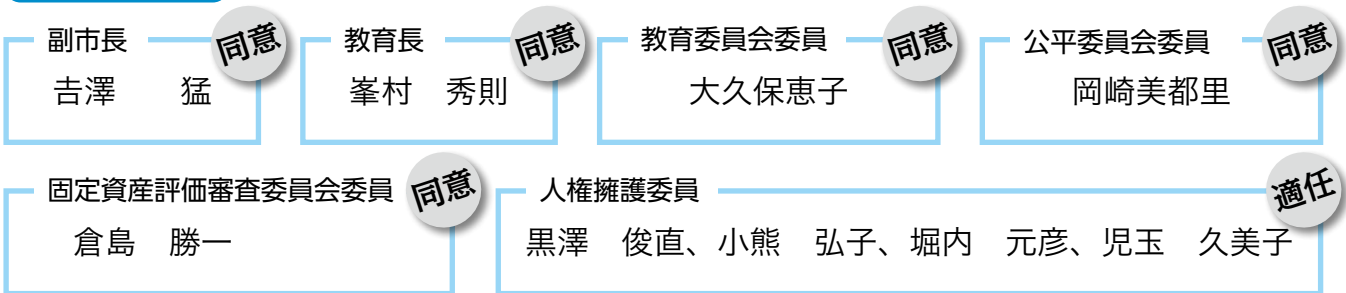 副市長 同意
吉澤　　猛
教育長 同意
峯村　秀則
教育委員会委員 同意
大久保恵子
公平委員会委員 同意
岡崎美都里
固定資産評価審査委員会委員 同意
倉島　勝一
人権擁護委員 適任
黒澤　俊直、小熊　弘子、堀内　元彦、児玉　久美子